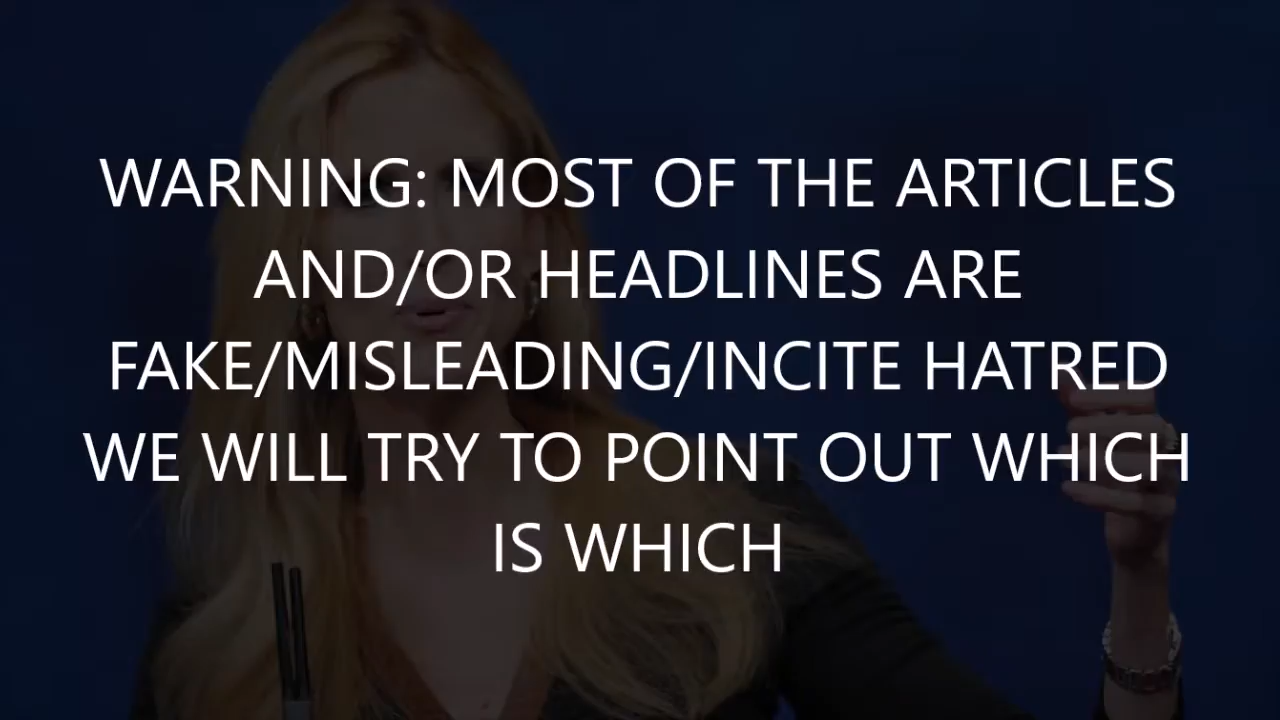 WARNING: MOST OF THE ARTICLES
AND/OR HEADLINES ARE
FAKE/MISLEADING/INCITE HATRED
WE WILL TRY TO POINT OUT WHICH
IS WHICH